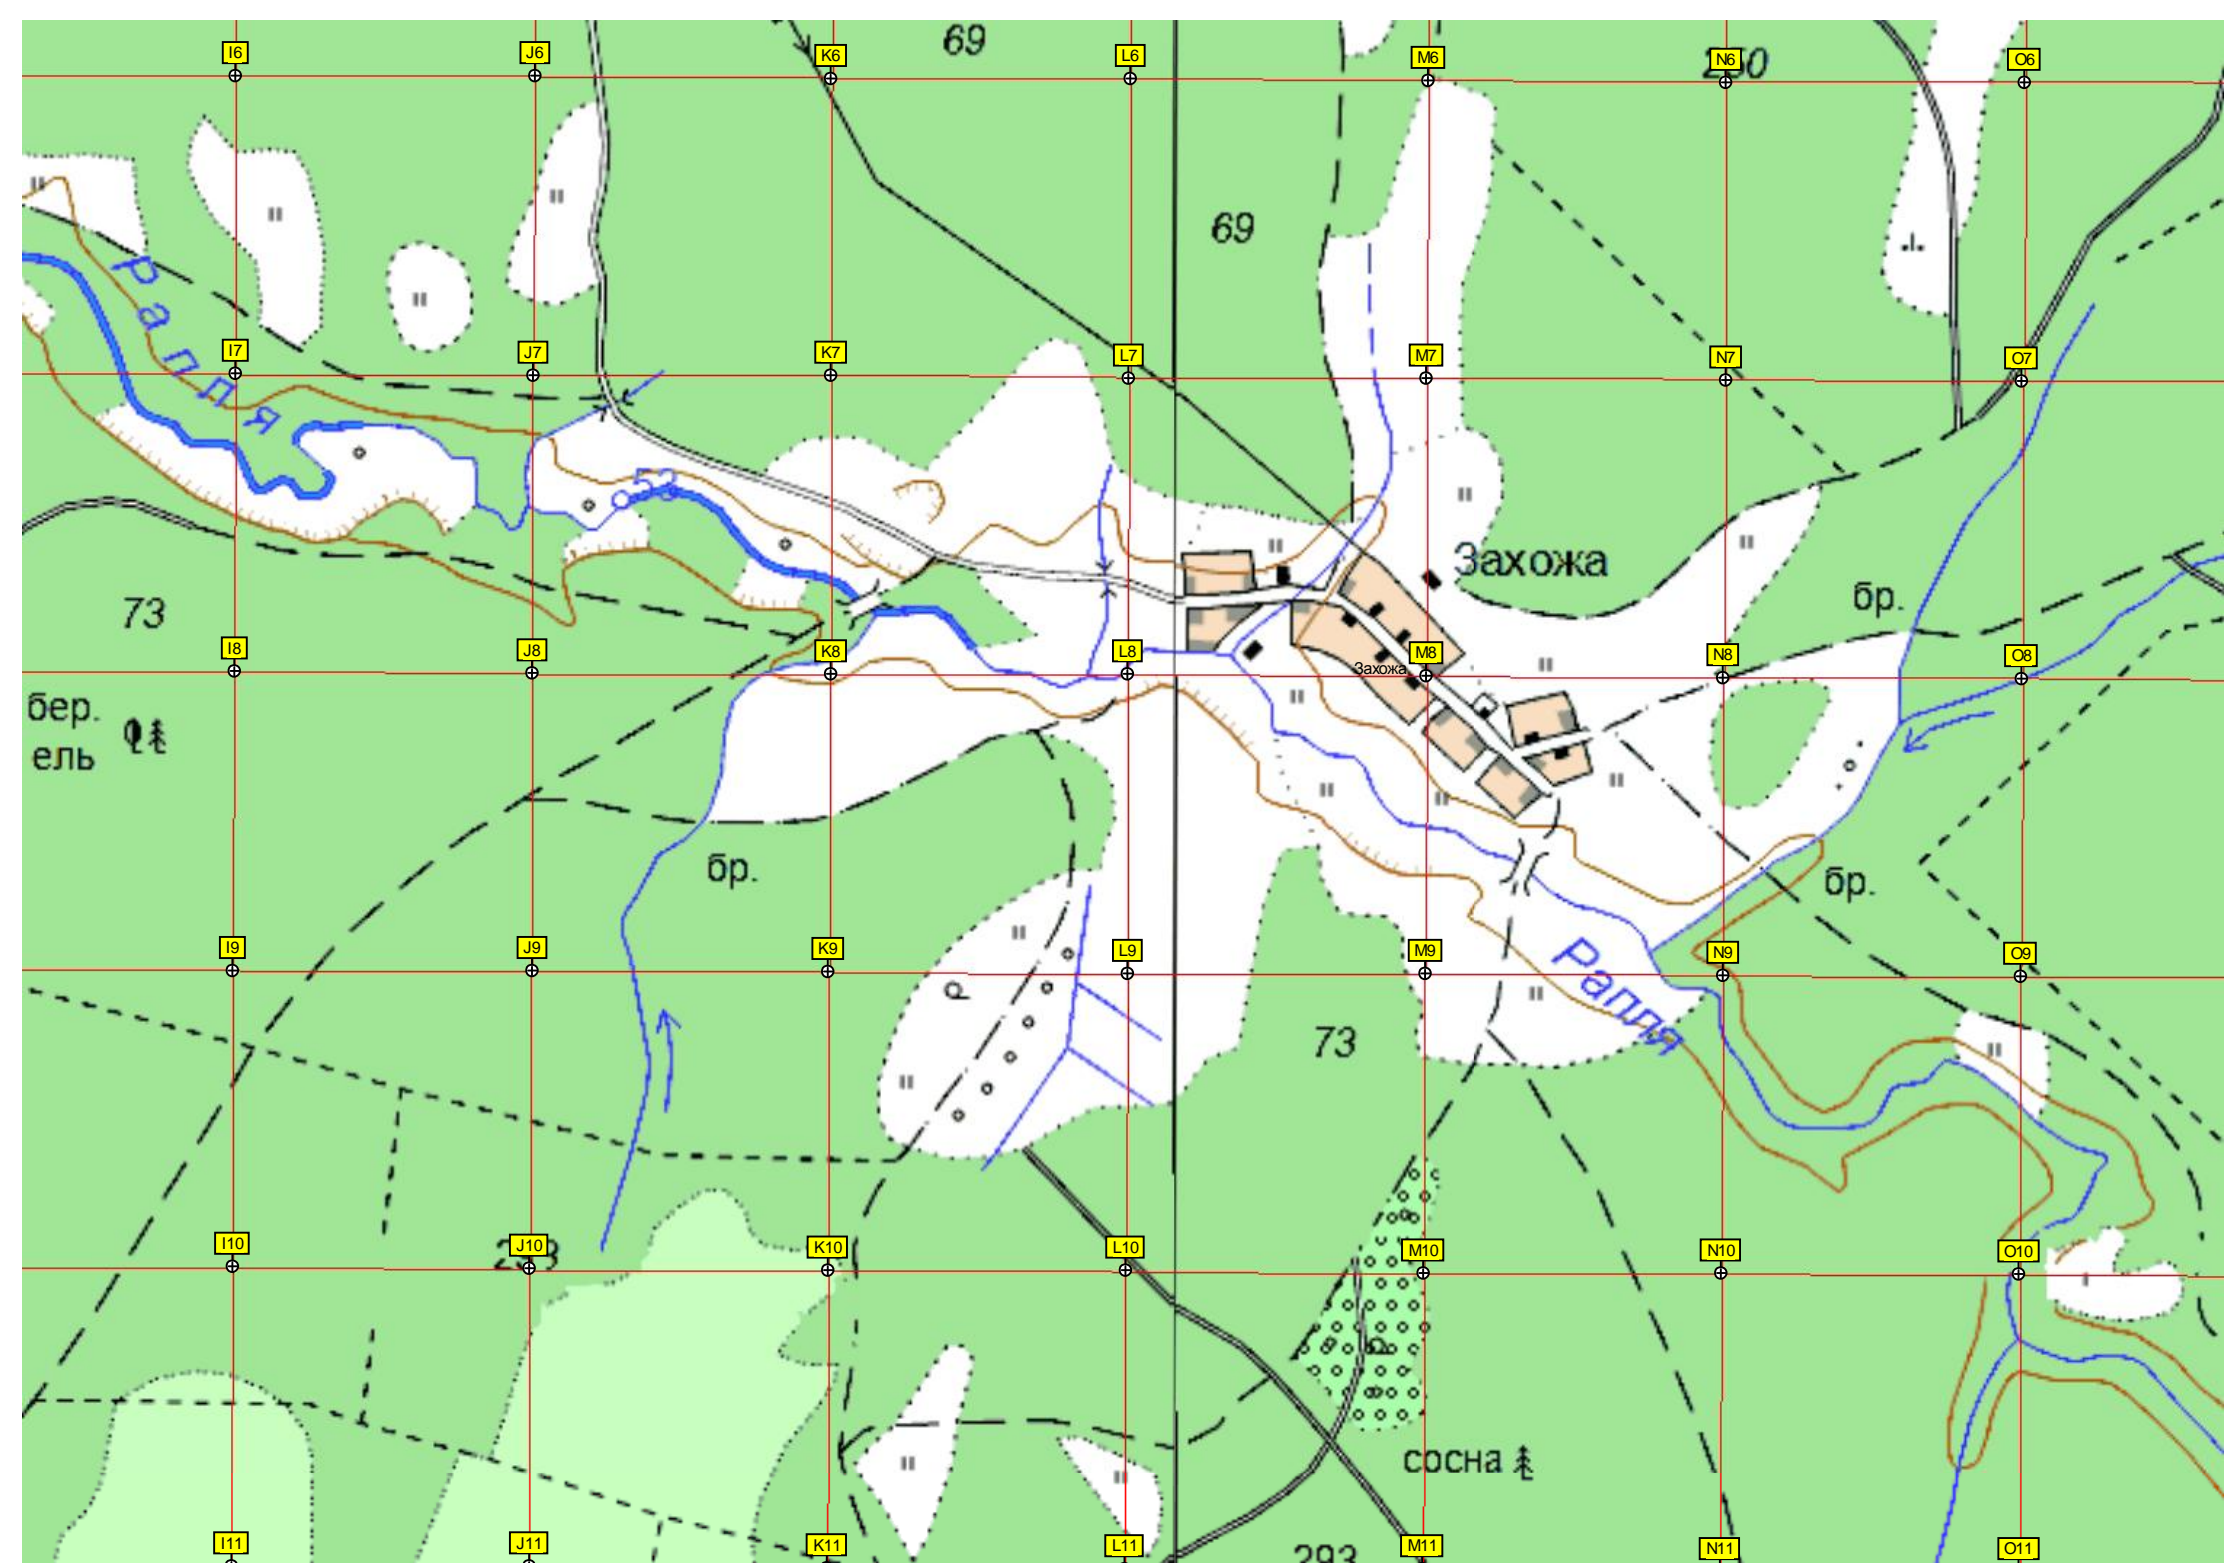 69
I6 J6 K6 L6 M6 N6 O6
69
Рапля
I7 J7 K7 L7 M7 N7 O7
53
Захожа
бр.
73
I8 J8 K8 L8 M8 N8 O8
Захожа
бер.
ель
бр.
бр.
I9 J9 K9 L9 M9 N9 O9
Рапля
73
I10 J10 K10 L10 M10 N10 O10
сосна
I11 J11 K11 L11 M11 N11 O11
293